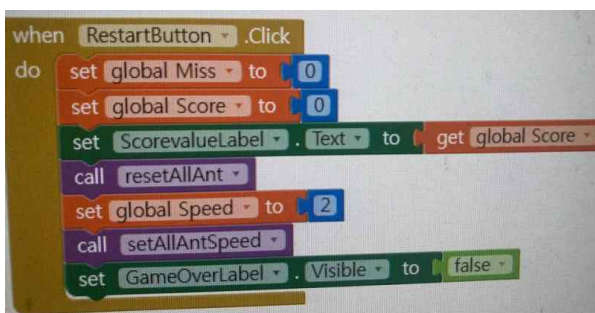 when RestartButton .Click
do set global Miss to 0
set global Score to 0
set ScorevalueLabel . Text to get global Score
call resetAllAnt
set global Speed to 2
call setAllAntSpeed
set GameOverLabel . Visible to false